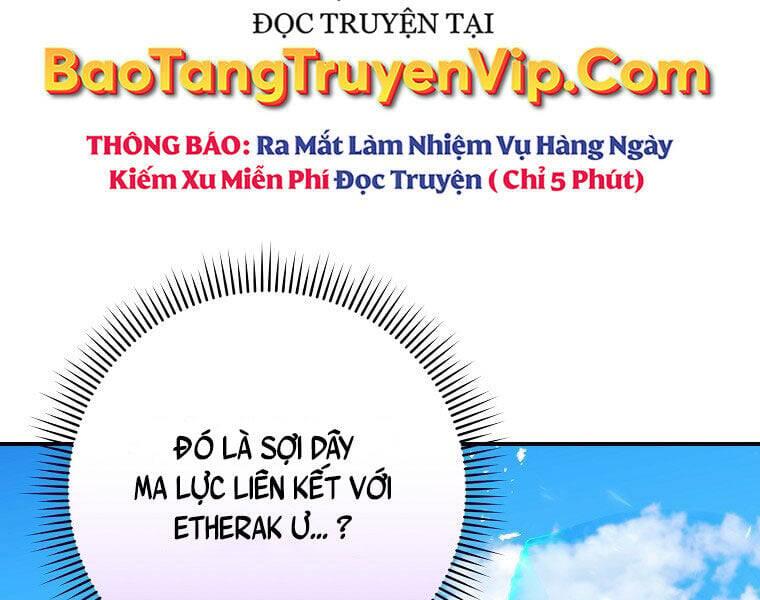 ĐỌC TRUYỆN TẠI
BaoTangTruyenVip.Com
THÔNG BÁO: Ra Mắt Làm Nhiệm Vụ Hàng Ngày
Kiếm Xu Miễn Phí Đọc Truyện ( Chỉ 5 Phút)
ĐÓ LÀ SỢI DÂY
MA LỰC LIÊN KẾT VỚI
ETHERAK Ư... ?